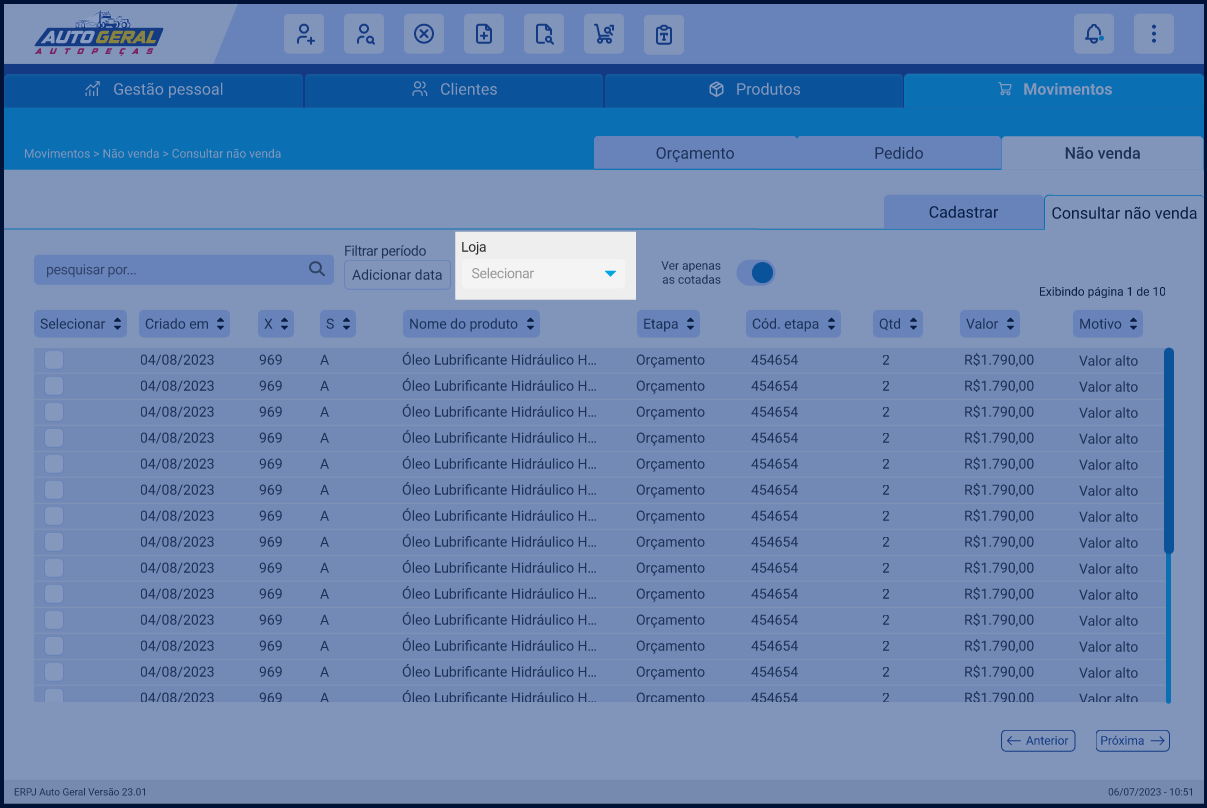 AUTO GERAL
AUTOPEÇAS
Gestão pessoal
Clientes
Produtos
Movimentos
Movimentos > Não venda > Consultar não venda
Orçamento
Pedido
Não venda
Cadastrar
Consultar não venda
pesquisar por...
Filtrar período
Adicionar data
Loja
Selecionar
Ver apenas
as cotadas
Exibindo página 1 de 10
Selecionar Criado em X S Nome do produto Etapa Cód. etapa Qtd Valor Motivo
04/08/2023 969 A Óleo Lubrificante Hidráulico H... Orçamento 454654 2 R$1.790,00 Valor alto
04/08/2023 969 A Óleo Lubrificante Hidráulico H... Orçamento 454654 2 R$1.790,00 Valor alto
04/08/2023 969 A Óleo Lubrificante Hidráulico H... Orçamento 454654 2 R$1.790,00 Valor alto
04/08/2023 969 A Óleo Lubrificante Hidráulico H... Orçamento 454654 2 R$1.790,00 Valor alto
04/08/2023 969 A Óleo Lubrificante Hidráulico H... Orçamento 454654 2 R$1.790,00 Valor alto
04/08/2023 969 A Óleo Lubrificante Hidráulico H... Orçamento 454654 2 R$1.790,00 Valor alto
04/08/2023 969 A Óleo Lubrificante Hidráulico H... Orçamento 454654 2 R$1.790,00 Valor alto
04/08/2023 969 A Óleo Lubrificante Hidráulico H... Orçamento 454654 2 R$1.790,00 Valor alto
04/08/2023 969 A Óleo Lubrificante Hidráulico H... Orçamento 454654 2 R$1.790,00 Valor alto
04/08/2023 969 A Óleo Lubrificante Hidráulico H... Orçamento 454654 2 R$1.790,00 Valor alto
04/08/2023 969 A Óleo Lubrificante Hidráulico H... Orçamento 454654 2 R$1.790,00 Valor alto
04/08/2023 969 A Óleo Lubrificante Hidráulico H... Orçamento 454654 2 R$1.790,00 Valor alto
04/08/2023 969 A Óleo Lubrificante Hidráulico H... Orçamento 454654 2 R$1.790,00 Valor alto
04/08/2023 969 A Óleo Lubrificante Hidráulico H... Orçamento 454654 2 R$1.790,00 Valor alto
Anterior
Próxima
ERPJ Auto Geral Versão 23.01
06/07/2023 - 10:51